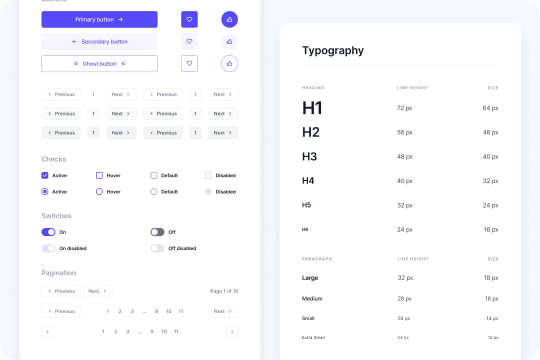 Buttons
Primary button →
← Secondary button
» Ghost button «
‹ Previous 1 Next › ‹ Previous 1 Next ›
‹ Previous 1 Next › ‹ Previous 1 Next ›
‹ Previous 1 Next › ‹ Previous 1 Next ›
Checks
Active Hover Default Disabled
Active Hover Default Disabled
Switches
On Off
On disabled Off disabled
Pagination
‹ Previous Next › Page 1 of 10
‹ Previous 1 2 3 ... 9 10 11 Next ›
‹ 1 2 3 ... 9 10 11 ›
Typography
HEADING LINE HEIGHT SIZE
H1 72 px 64 px
H2 56 px 48 px
H3 48 px 40 px
H4 40 px 32 px
H5 32 px 24 px
H6 24 px 16 px
PARAGRAPH LINE HEIGHT SIZE
Large 32 px 18 px
Medium 28 px 16 px
Small 26 px 14 px
Extra Small 24 px 12 px